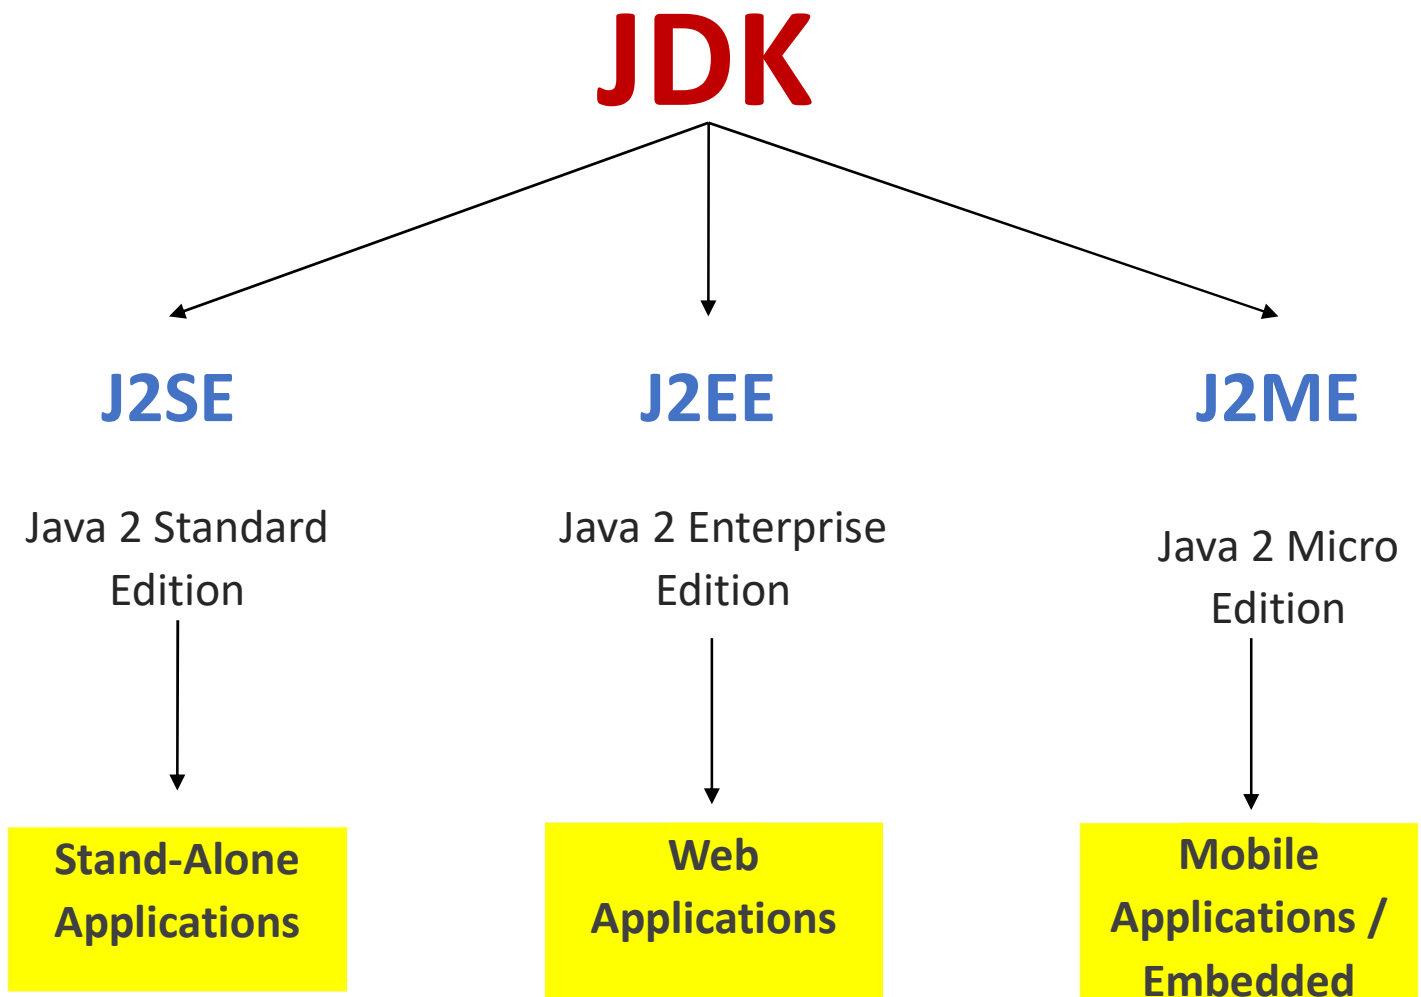 JDK
J2SE
J2EE
J2ME
Java 2 Standard
Edition
Java 2 Enterprise
Edition
Java 2 Micro
Edition
Stand-Alone
Applications
Web
Applications
Mobile
Applications /
Embedded